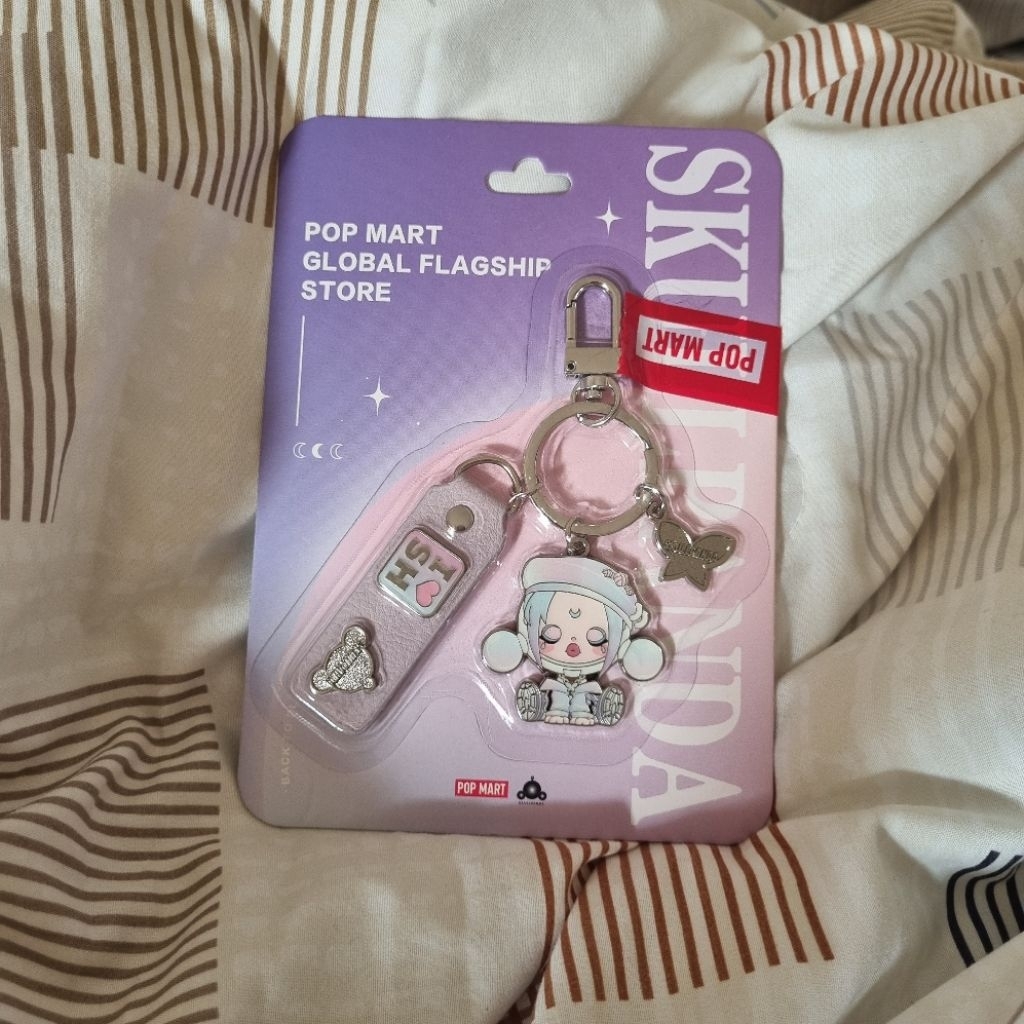 POP MART
GLOBAL FLAGSHIP
STORE
SKULLPANDA
POP MART
I
SH
POP MART